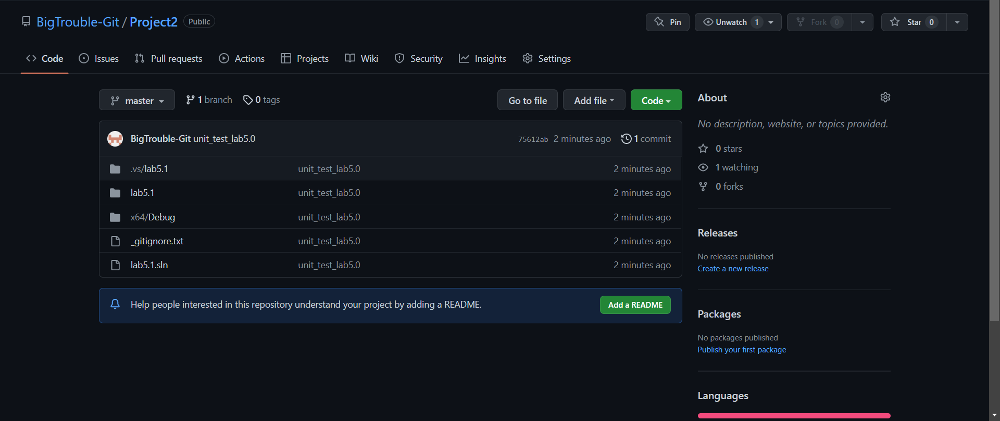 BigTrouble-Git / Project2 Public
Pin
Unwatch 1
Fork 0
Star 0
Code
Issues
Pull requests
Actions
Projects
Wiki
Security
Insights
Settings
master
1 branch
0 tags
Go to file
Add file
Code
BigTrouble-Git unit_test_lab5.0 75612ab 2 minutes ago 1 commit
.vs/lab5.1 unit_test_lab5.0 2 minutes ago
lab5.1 unit_test_lab5.0 2 minutes ago
x64/Debug unit_test_lab5.0 2 minutes ago
_gitignore.txt unit_test_lab5.0 2 minutes ago
lab5.1.sln unit_test_lab5.0 2 minutes ago
Help people interested in this repository understand your project by adding a README.
Add a README
About
No description, website, or topics provided.
0 stars
1 watching
0 forks
Releases
No releases published
Create a new release
Packages
No packages published
Publish your first package
Languages